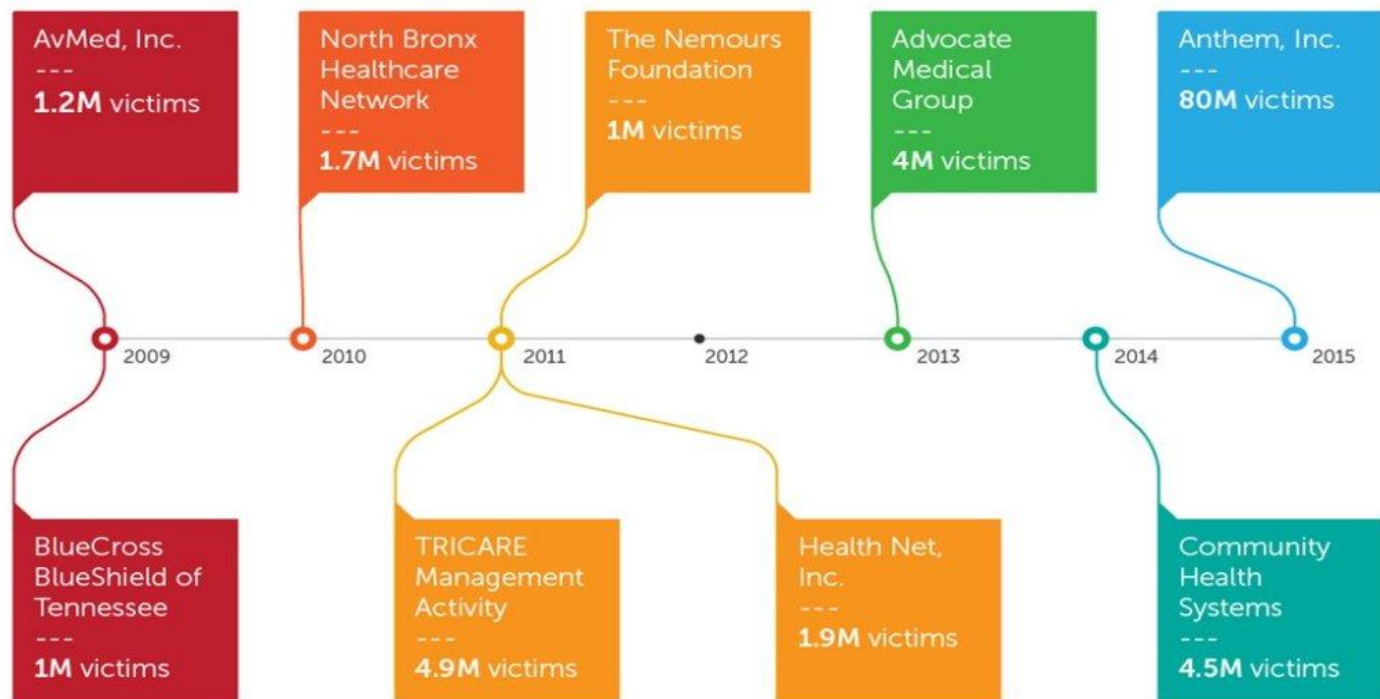 AvMed, Inc.
---
1.2M victims
North Bronx
Healthcare
Network
---
1.7M victims
The Nemours
Foundation
---
1M victims
Advocate
Medical
Group
---
4M victims
Anthem, Inc.
---
80M victims
2009
2010
2011
2012
2013
2014
2015
BlueCross
BlueShield of
Tennessee
---
1M victims
TRICARE
Management
Activity
---
4.9M victims
Health Net,
Inc.
---
1.9M victims
Community
Health
Systems
---
4.5M victims